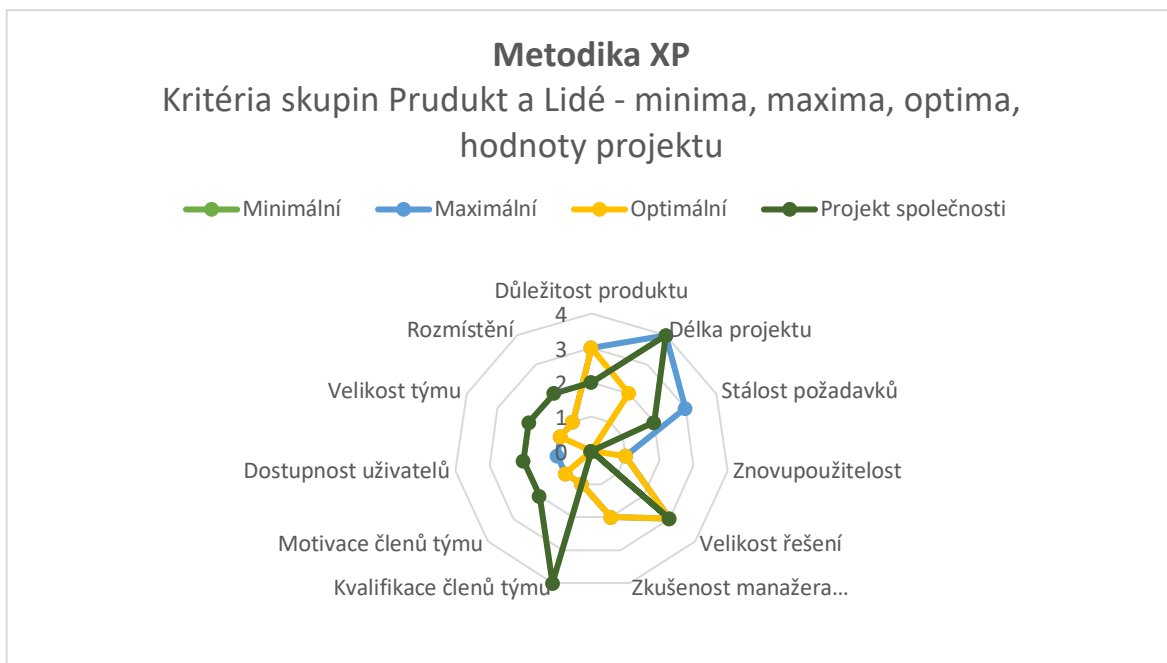 Metodika XP
Kritéria skupin Prudukt a Lidé - minima, maxima, optima,
hodnoty projektu
Minimální Maximální Optimální Projekt společnosti
Důležitost produktu
Rozmístění 4 Délka projektu
3
Velikost týmu 2 Stálost požadavků
1
0
Dostupnost uživatelů Znovupoužitelost
Motivace členů týmu Velikost řešení
Kvalifikace členů týmu Zkušenost manažera...